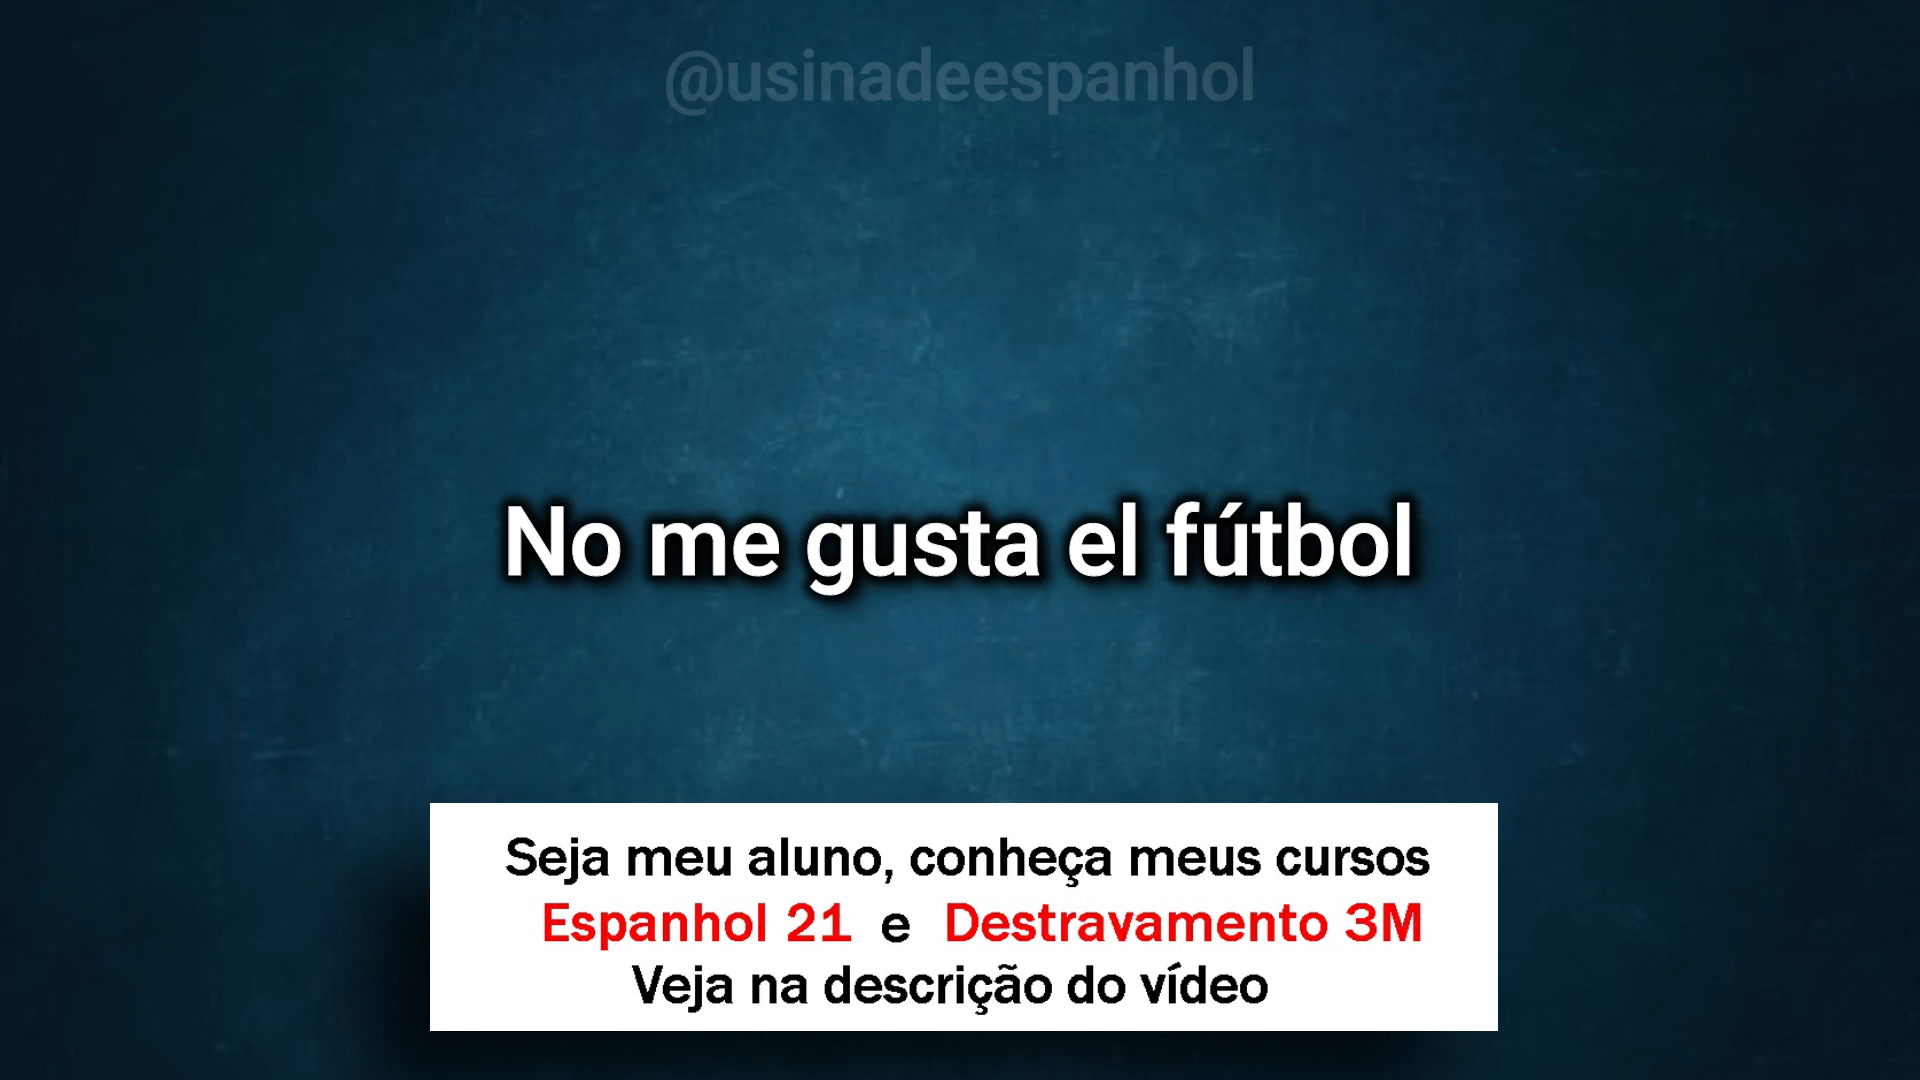 @usinadeespanhol
No me gusta el fútbol
Seja meu aluno, conheça meus cursos
Espanhol 21 e Destravamento 3M
Veja na descrição do vídeo